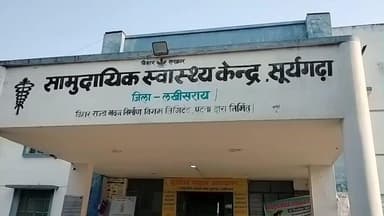 बिहार सरकार
सामुदायिक स्वास्थ्य केन्द्र, सूर्यगढ़ा
जिला - लखीसराय
बिहार राज्य भवन निर्माण निगम लिमिटेड, पटना द्वारा निर्मित